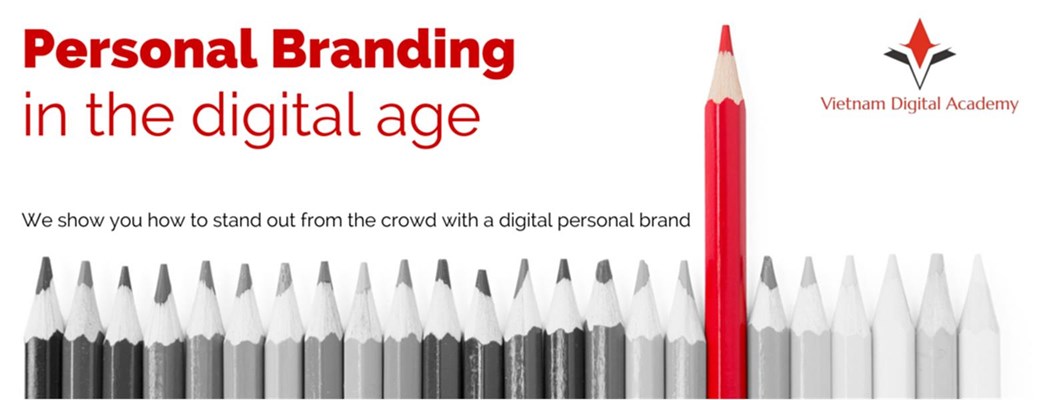 Personal Branding
in the digital age
Vietnam Digital Academy
We show you how to stand out from the crowd with a digital personal brand